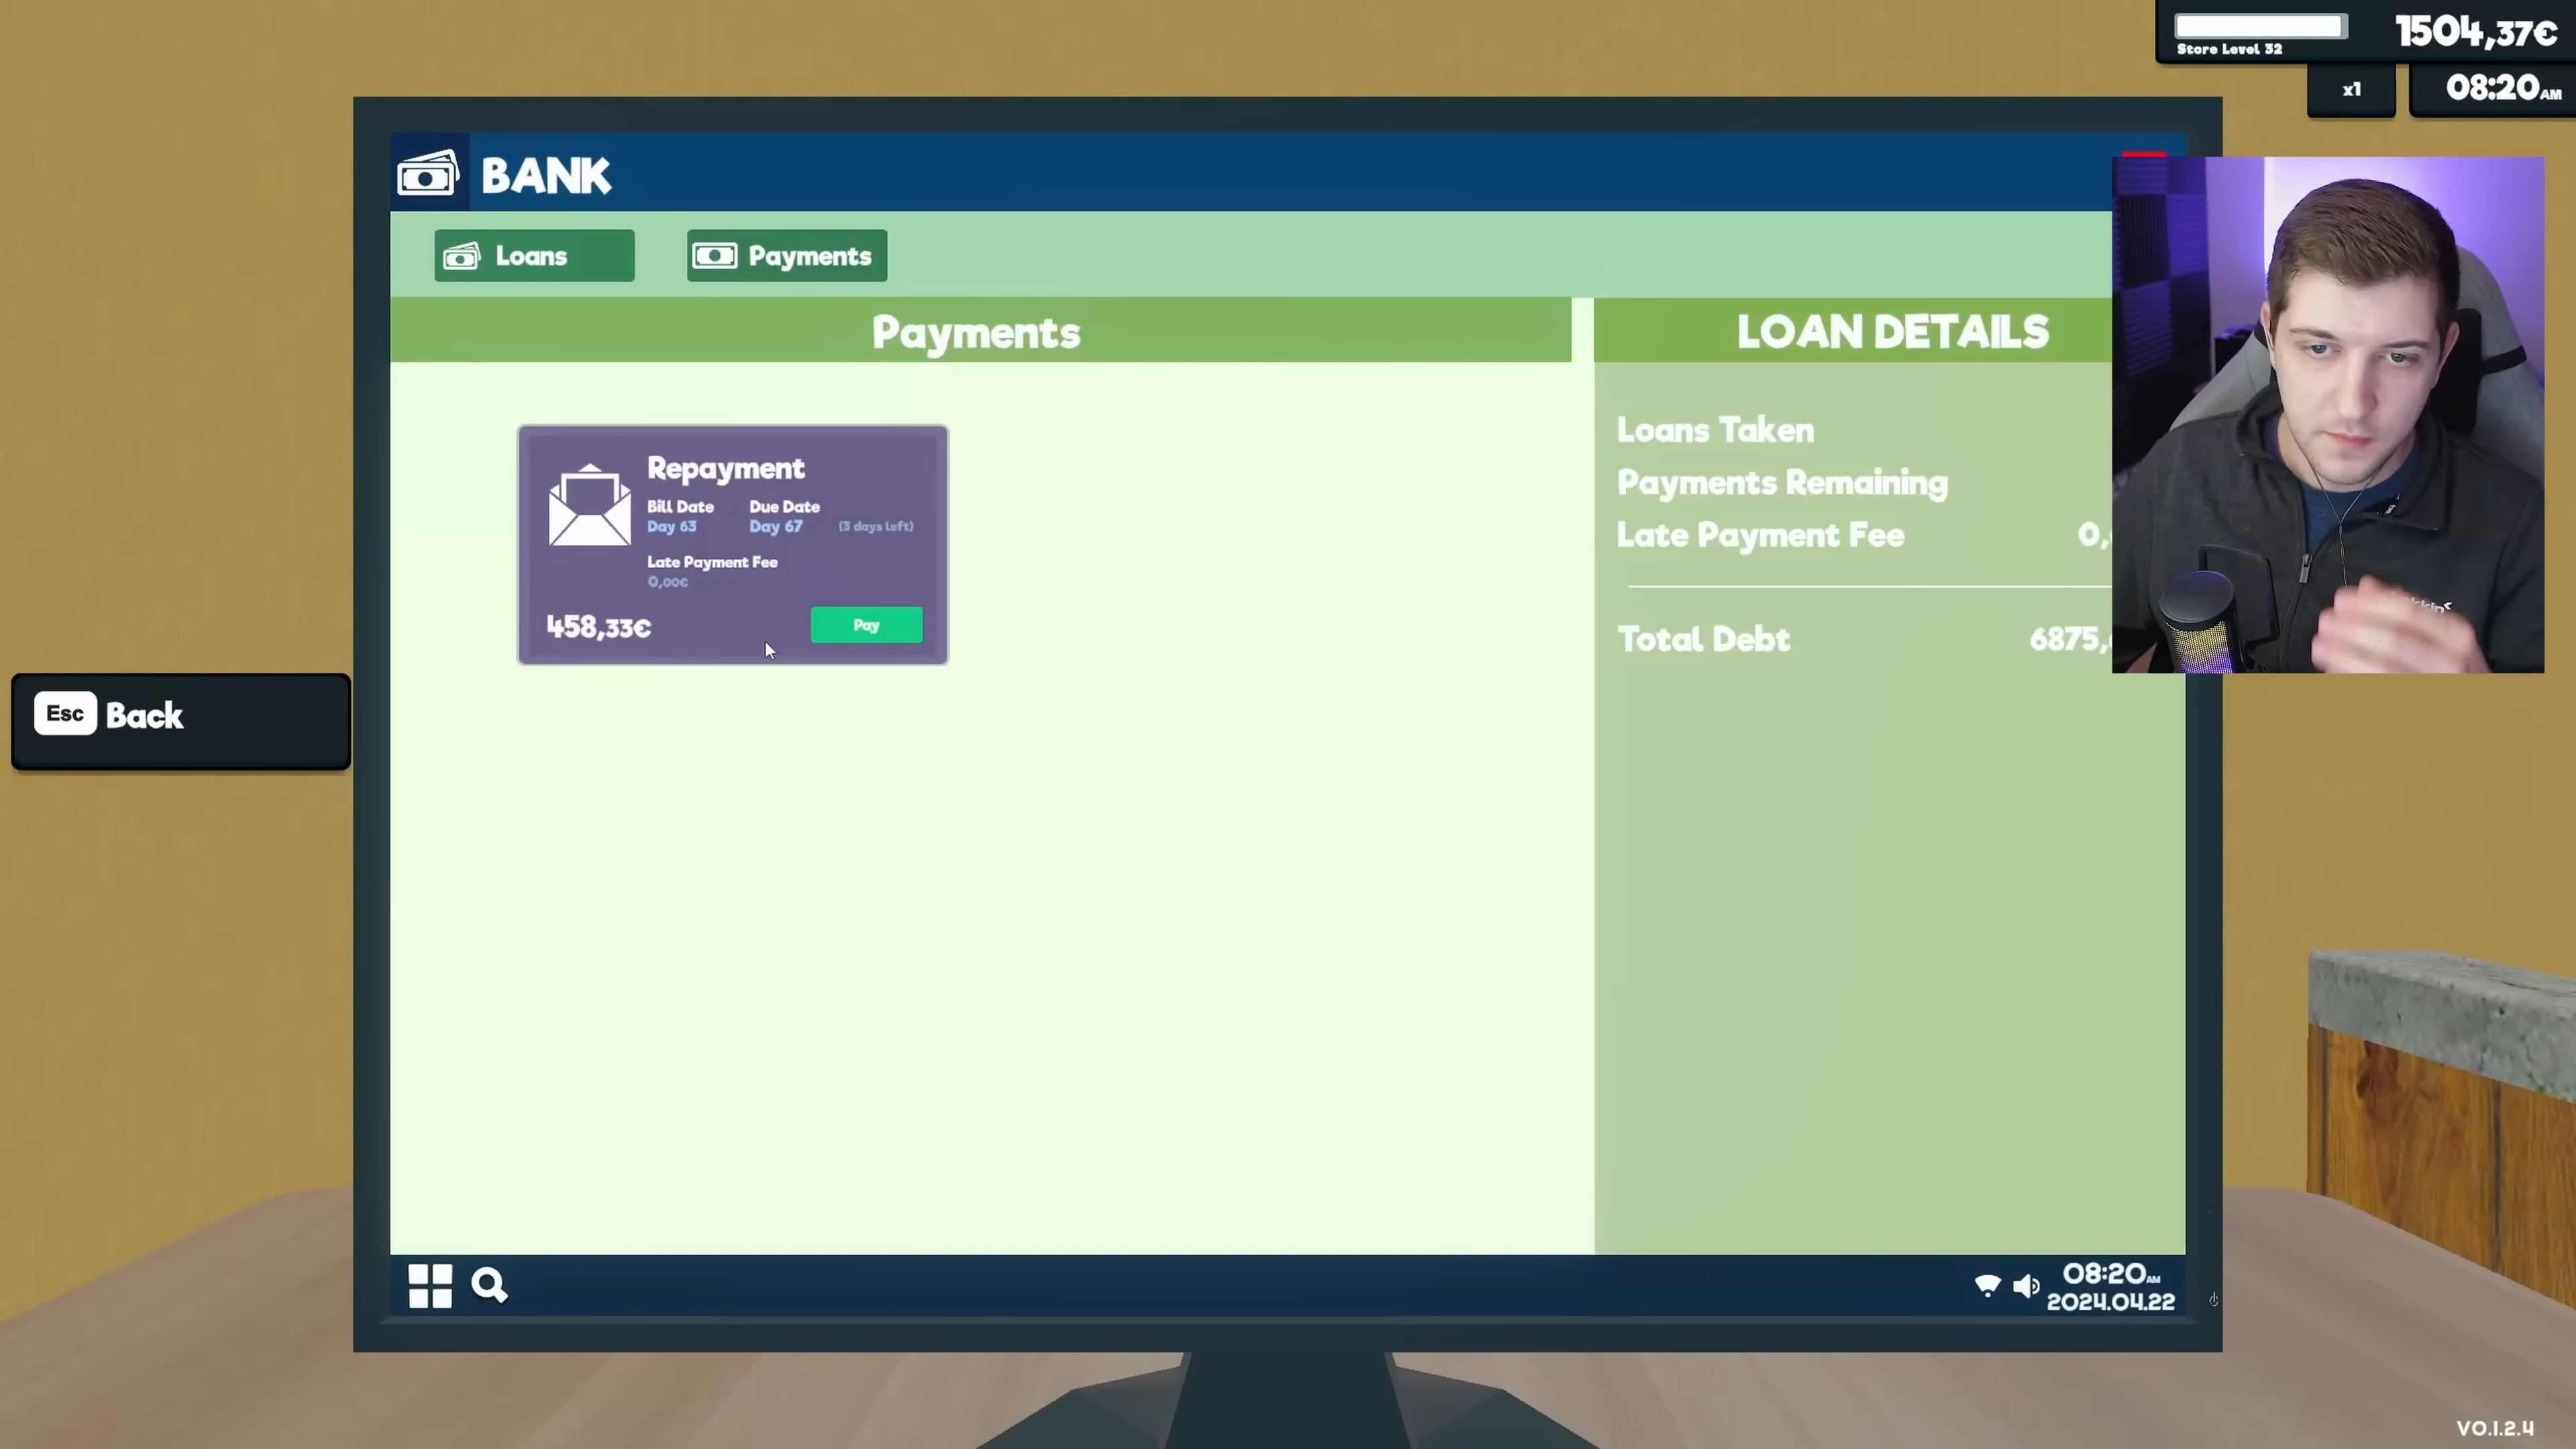 1504,37€
Store Level 32
x1
08:20AM
BANK
Loans
Payments
Payments
LOAN DETAILS
Repayment
Bill Date
Due Date
Day 63
Day 67
(3 days left)
Late Payment Fee
0,00€
458,33€
Pay
Loans Taken
Payments Remaining
Late Payment Fee
0,
Total Debt
6875,
Esc Back
08:20AM
2024.04.22
V0.1.2.4